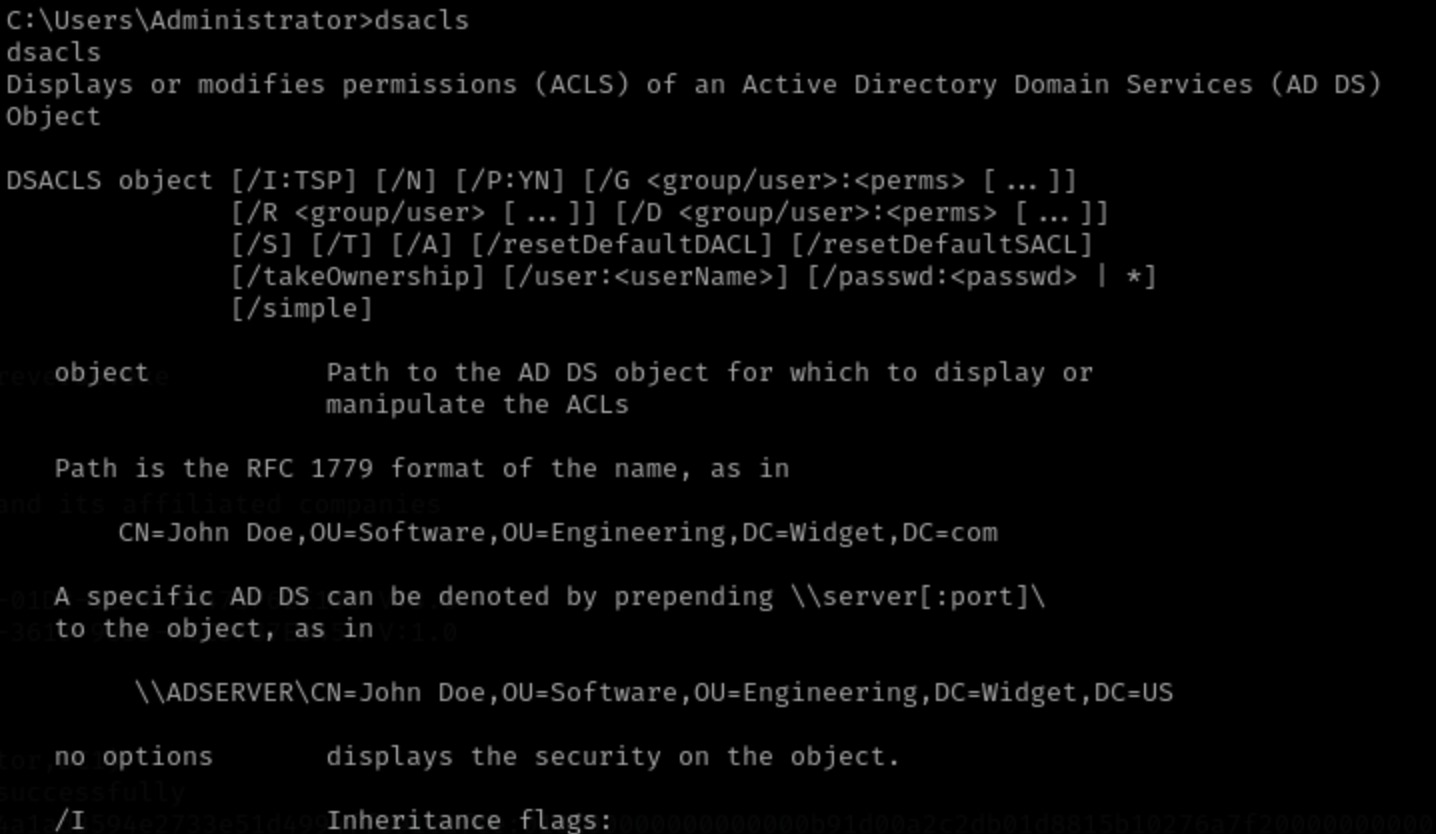 C:\Users\Administrator>dsacls
dsacls
Displays or modifies permissions (ACLS) of an Active Directory Domain Services (AD DS)
Object
DSACLS object [/I:TSP] [/N] [/P:YN] [/G <group/user>:<perms> [...]]
[/R <group/user> [...]] [/D <group/user>:<perms> [...]]
[/S] [/T] [/A] [/resetDefaultDACL] [/resetDefaultSACL]
[/takeOwnership] [/user:<userName>] [/passwd:<passwd> | *]
[/simple]
object Path to the AD DS object for which to display or
manipulate the ACLs
Path is the RFC 1779 format of the name, as in
and its affiliated companies
CN=John Doe,OU=Software,OU=Engineering,DC=Widget,DC=com
A specific AD DS can be denoted by prepending \\server[:port]\
to the object, as in
\\ADSERVER\CN=John Doe,OU=Software,OU=Engineering,DC=Widget,DC=US
no options displays the security on the object.
successfully
/I Inheritance flags: